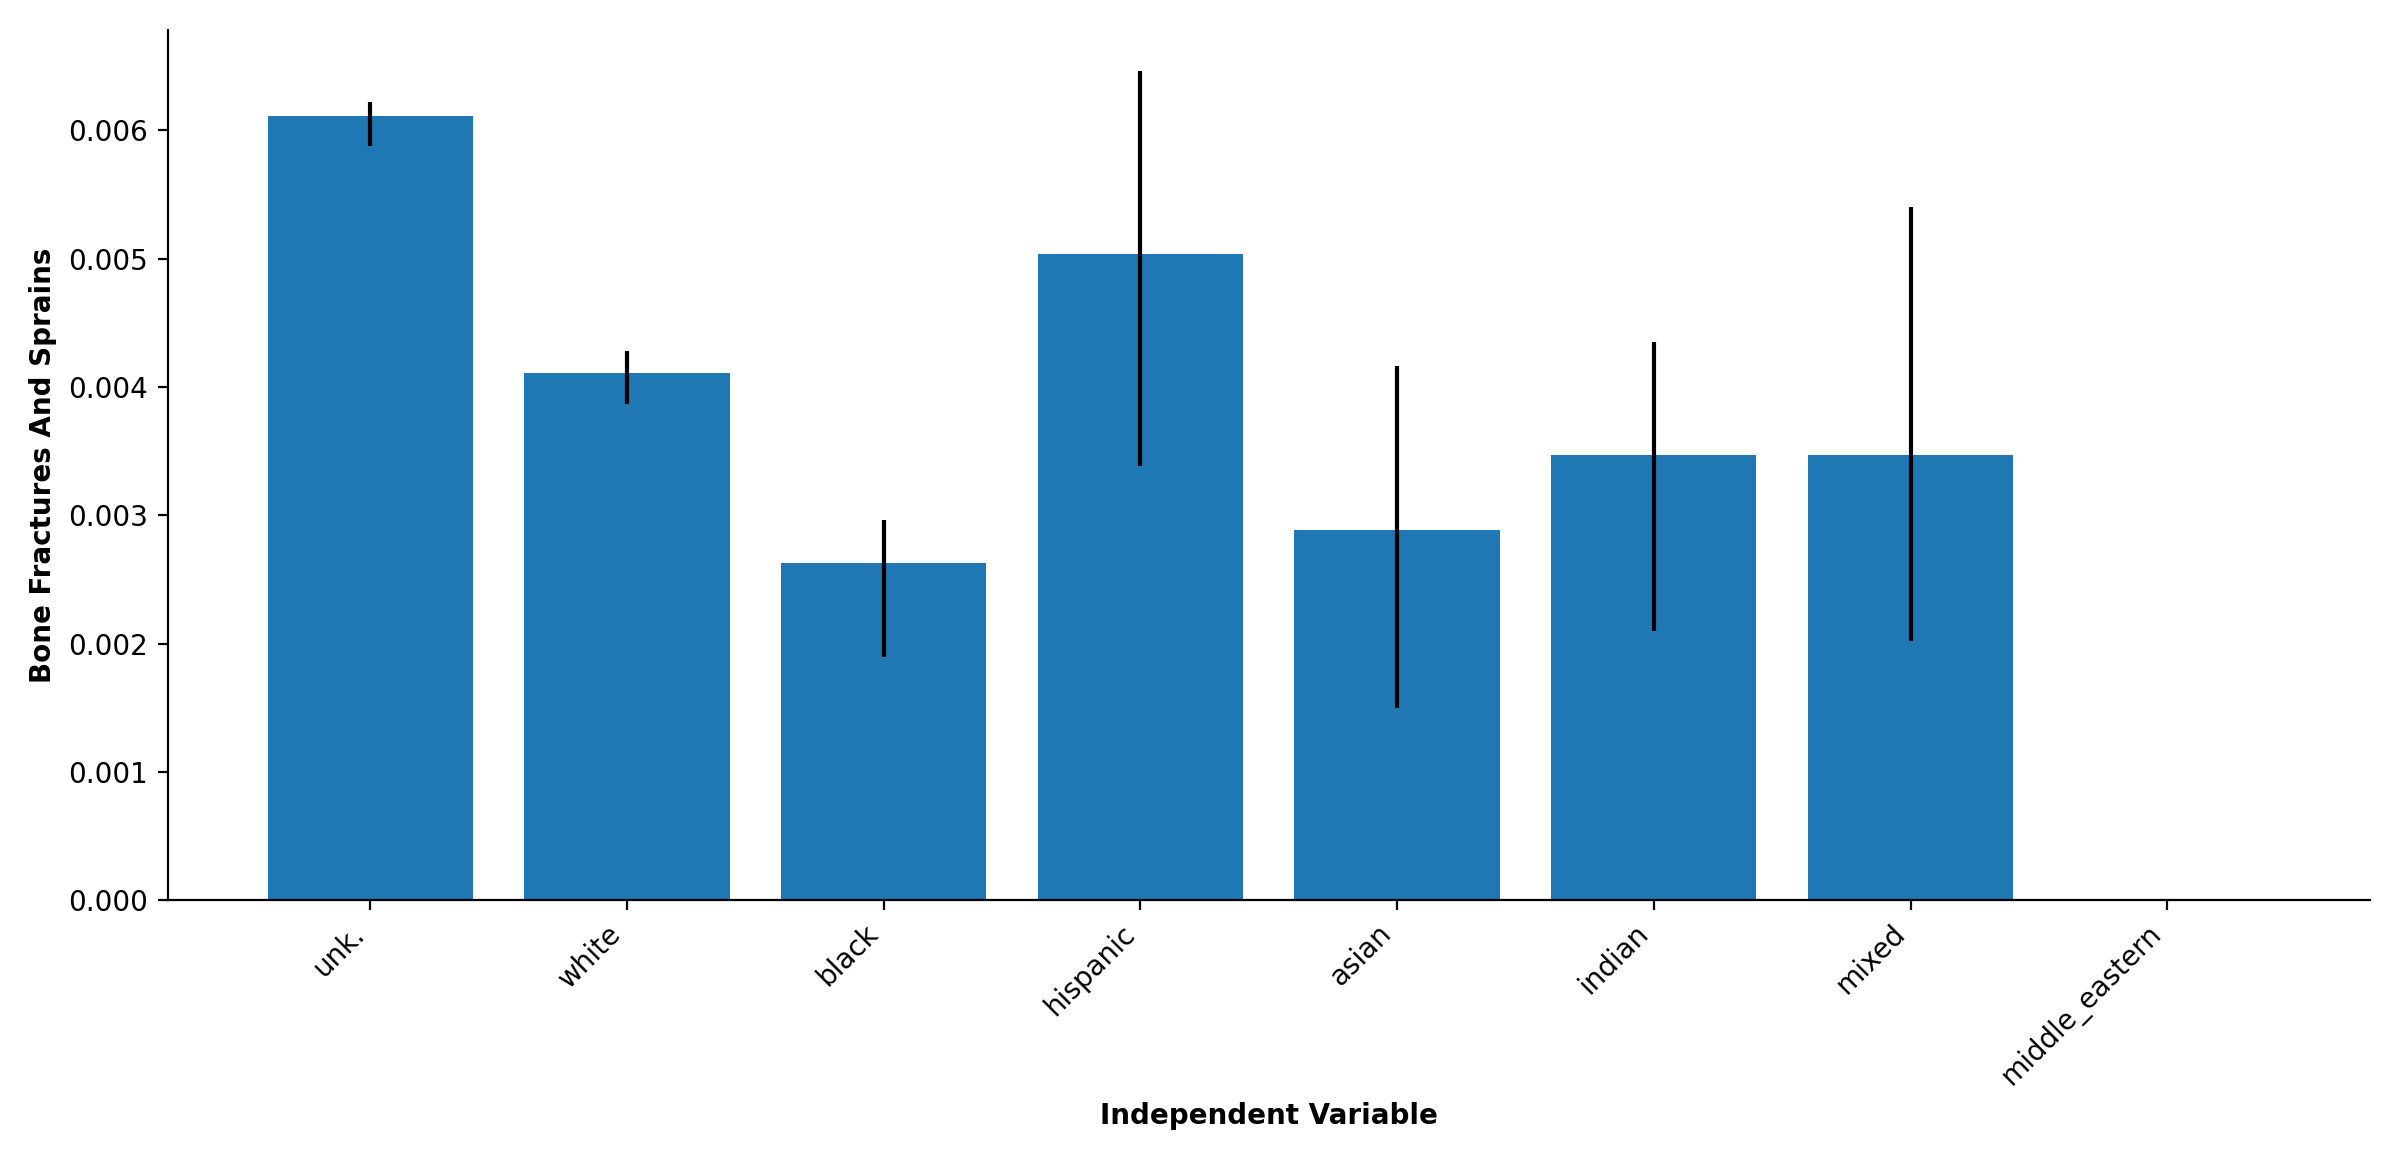 Bone Fractures And Sprains
0.006
0.005
0.004
0.003
0.002
0.001
0.000
unk.
white
black
hispanic
asian
indian
mixed
middle_eastern
Independent Variable